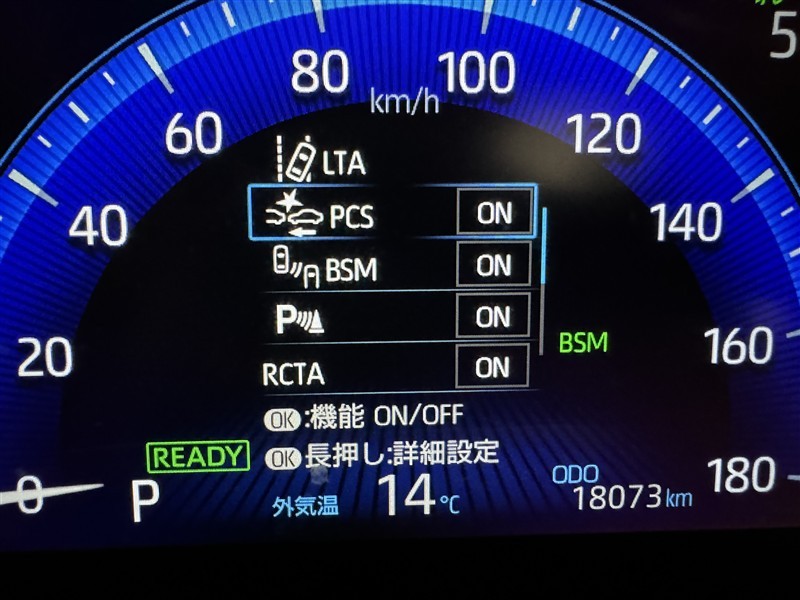 80
100
km/h
5
60
120
LTA
40
PCS ON
140
BSM ON
P ON
BSM
20
160
RCTA ON
OK:機能 ON/OFF
READY
OK長押し:詳細設定
0
P
外気温 14℃
ODO
18073km
180